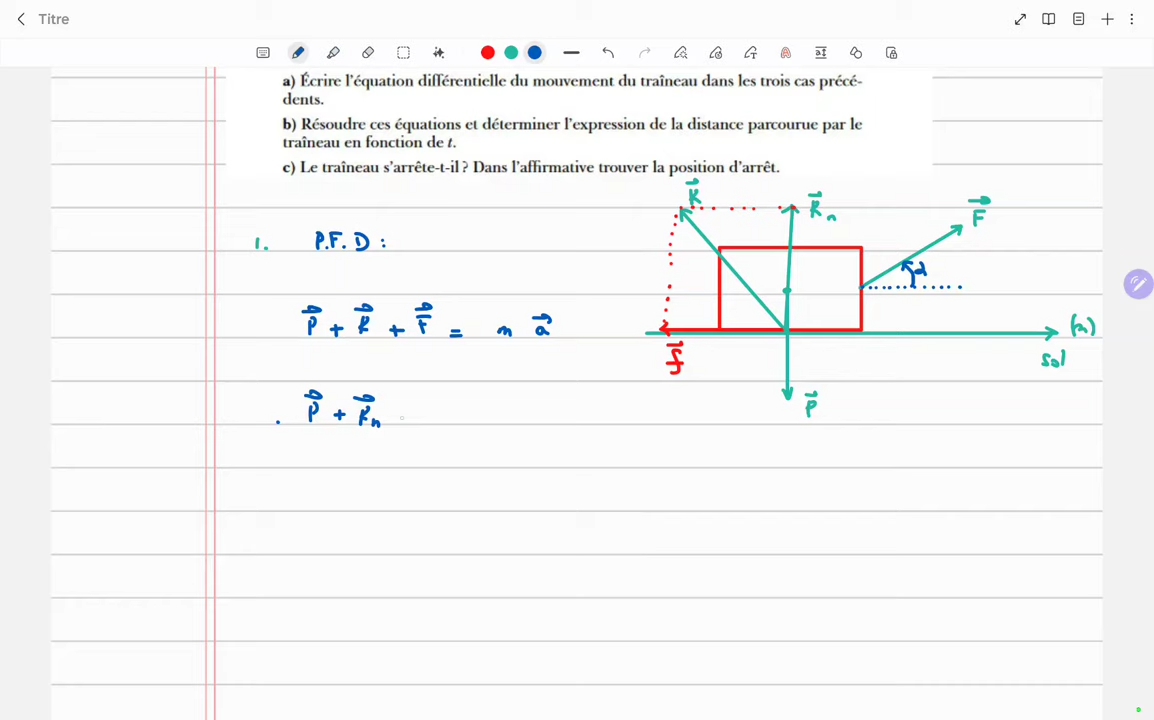 Titre
a) Écrire l'équation différentielle du mouvement du traîneau dans les trois cas précé-
dents.
b) Résoudre ces équations et déterminer l'expression de la distance parcourue par le
traîneau en fonction de t.
c) Le traîneau s'arrête-t-il ? Dans l'affirmative trouver la position d'arrêt.
R⃗
R⃗n
F⃗
α
1. P.F.D :
P⃗ + R⃗ + F⃗ = m a⃗
(x)
sol
f⃗
P⃗
. P⃗ + R⃗n